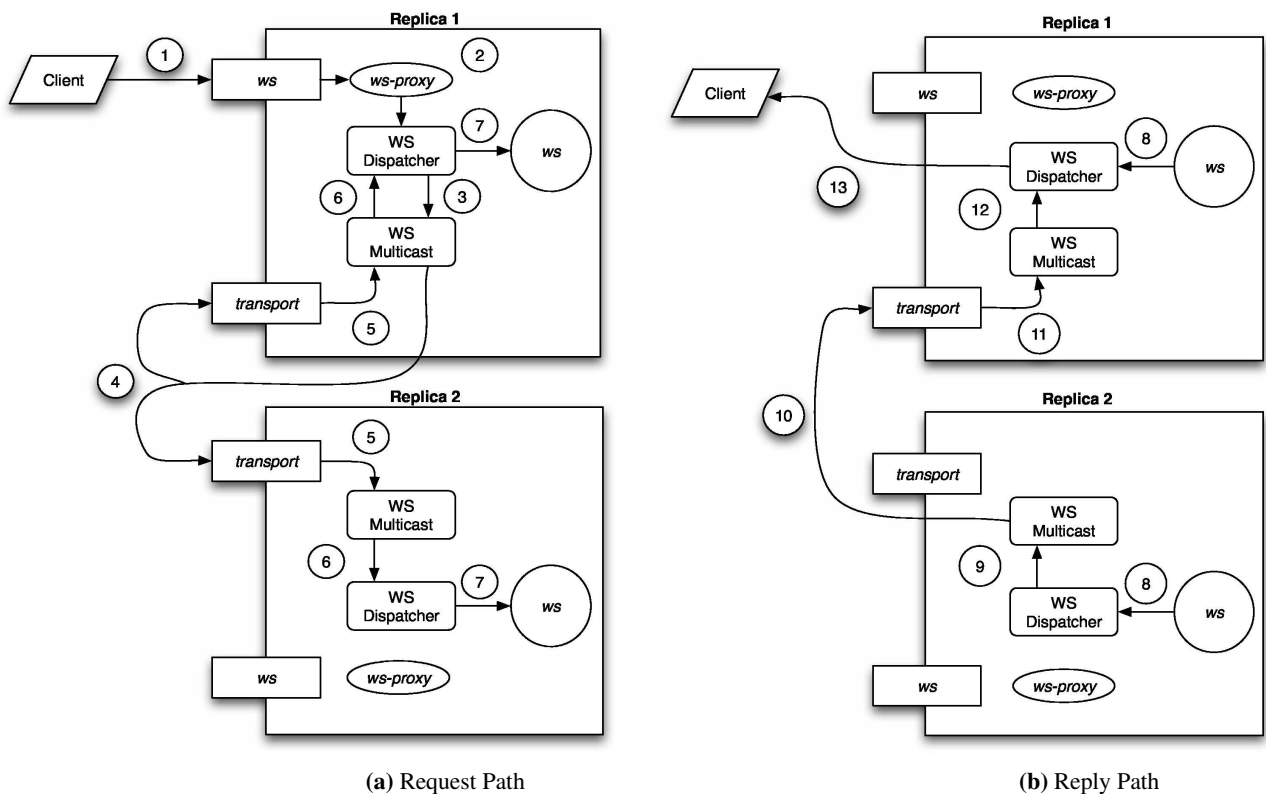 Replica 1
Client
1
ws
ws-proxy
2
WS
Dispatcher
7
ws
6
3
WS
Multicast
transport
5
4
Replica 2
transport
5
WS
Multicast
6
WS
Dispatcher
7
ws
ws
ws-proxy
(a) Request Path
Replica 1
Client
ws
ws-proxy
WS
Dispatcher
8
ws
13
12
WS
Multicast
transport
11
10
Replica 2
transport
WS
Multicast
9
WS
Dispatcher
8
ws
ws
ws-proxy
(b) Reply Path